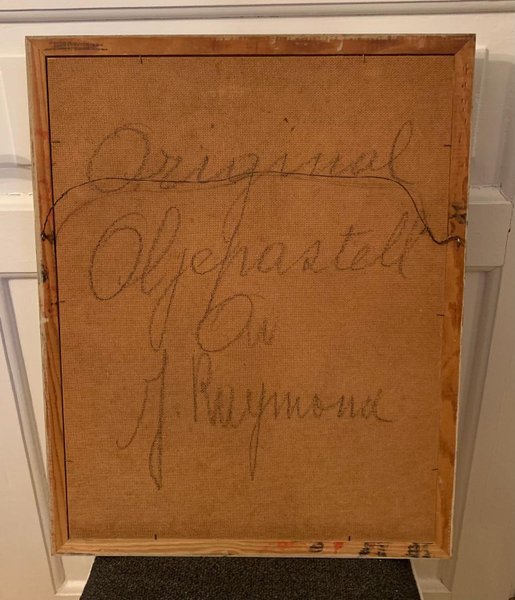 Original
Oljepastell
Av
J. Raymond